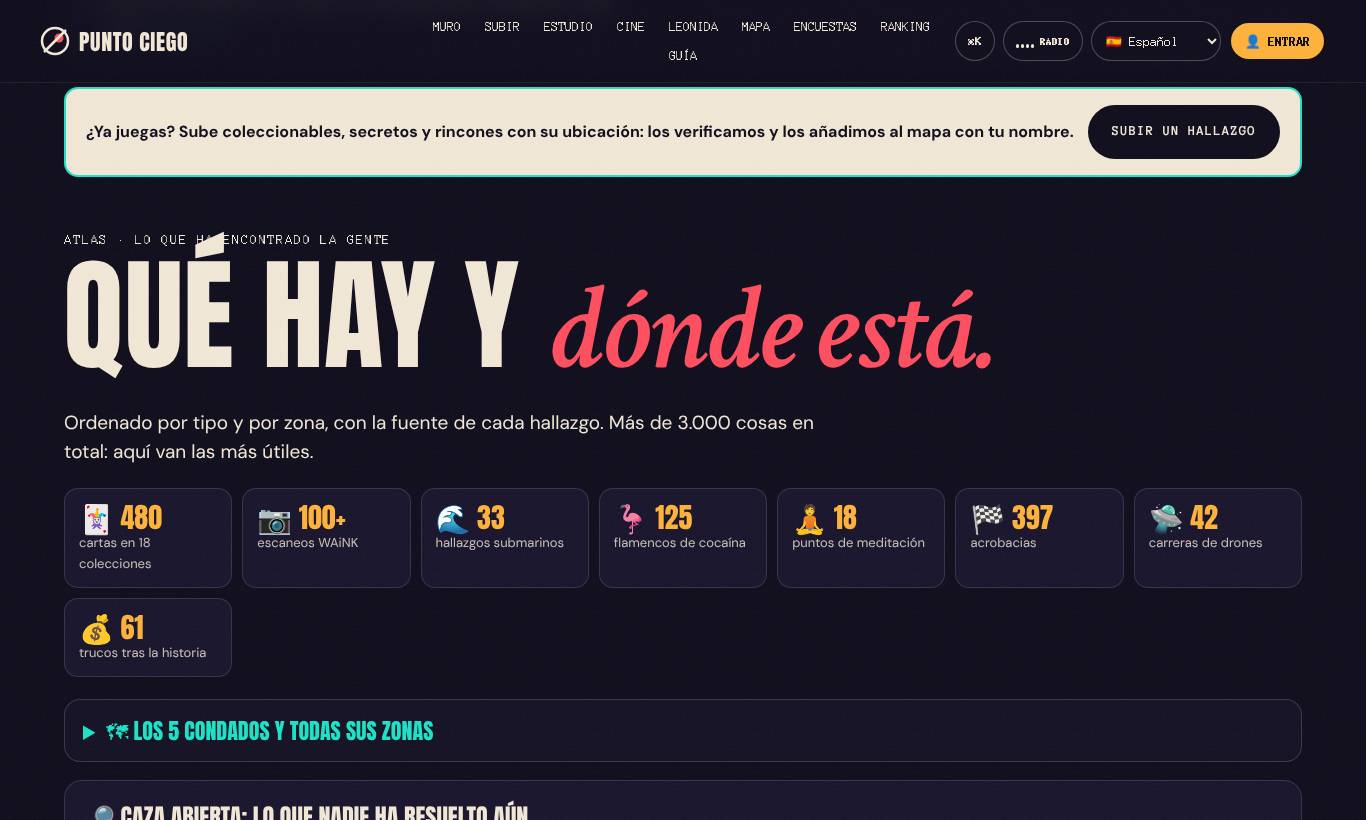 PUNTO CIEGO
MURO SUBIR ESTUDIO CINE LEONIDA MAPA ENCUESTAS RANKING
GUÍA
⌘K
RADIO
Español
ENTRAR
¿Ya juegas? Sube coleccionables, secretos y rincones con su ubicación: los verificamos y los añadimos al mapa con tu nombre.
SUBIR UN HALLAZGO
ATLAS · LO QUE HA ENCONTRADO LA GENTE
QUÉ HAY Y dónde está.
Ordenado por tipo y por zona, con la fuente de cada hallazgo. Más de 3.000 cosas en
total: aquí van las más útiles.
480
cartas en 18
colecciones
100+
escaneos WAiNK
33
hallazgos submarinos
125
flamencos de cocaína
18
puntos de meditación
397
acrobacias
42
carreras de drones
61
trucos tras la historia
LOS 5 CONDADOS Y TODAS SUS ZONAS
CAZA ABIERTA: LO QUE NADIE HA RESUELTO AÚN